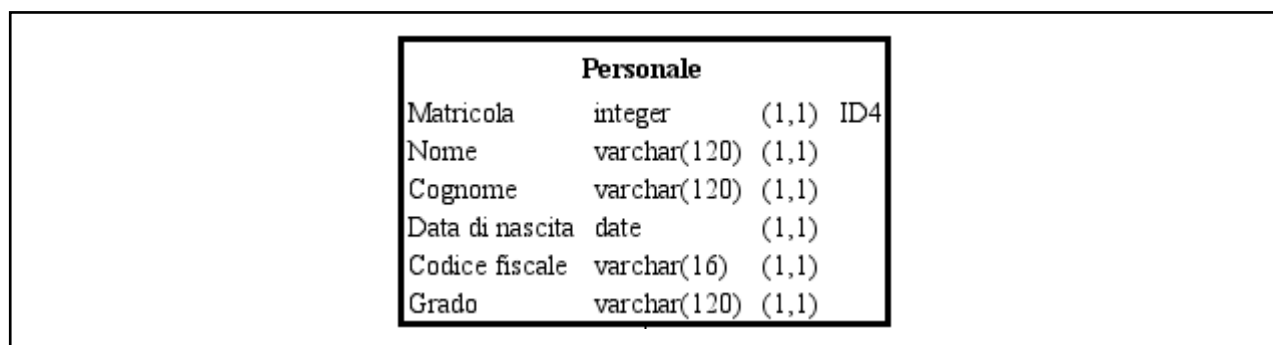 Personale
Matricola integer (1,1) ID4
Nome varchar(120) (1,1)
Cognome varchar(120) (1,1)
Data di nascita date (1,1)
Codice fiscale varchar(16) (1,1)
Grado varchar(120) (1,1)